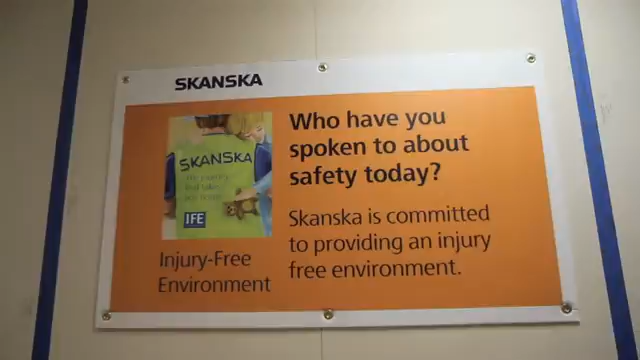 SKANSKA
SKANSKA
IFE
Injury-Free
Environment
Who have you
spoken to about
safety today?
Skanska is committed
to providing an injury
free environment.